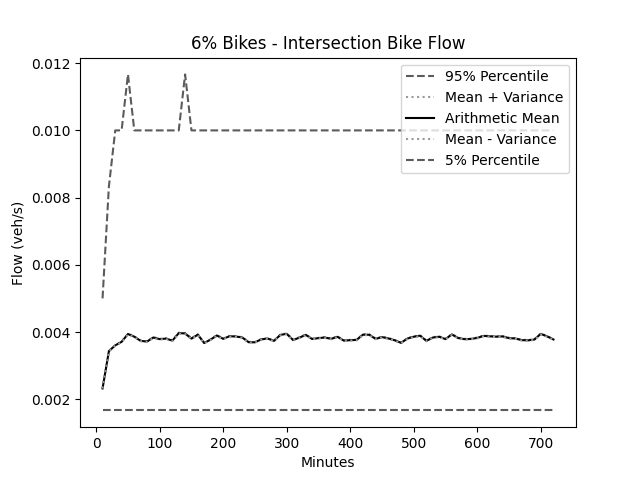 6% Bikes - Intersection Bike Flow
0.012
0.010
0.008
0.006
0.004
0.002
Flow (veh/s)
95% Percentile
Mean + Variance
Arithmetic Mean
Mean - Variance
5% Percentile
0 100 200 300 400 500 600 700
Minutes